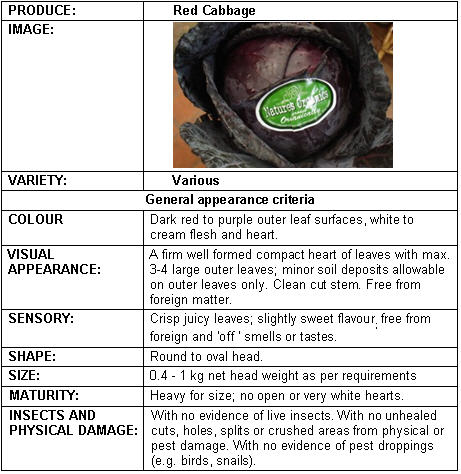 PRODUCE: Red Cabbage
IMAGE:
Natures Organics
Organically
VARIETY: Various
General appearance criteria
COLOUR Dark red to purple outer leaf surfaces, white to
cream flesh and heart.
VISUAL A firm well formed compact heart of leaves with max.
APPEARANCE: 3-4 large outer leaves; minor soil deposits allowable
on outer leaves only. Clean cut stem. Free from
foreign matter.
SENSORY: Crisp juicy leaves; slightly sweet flavour; free from
foreign and 'off ' smells or tastes.
SHAPE: Round to oval head.
SIZE: 0.4 - 1 kg net head weight as per requirements
MATURITY: Heavy for size; no open or very white hearts.
INSECTS AND With no evidence of live insects. With no unhealed
PHYSICAL DAMAGE: cuts, holes, splits or crushed areas from physical or
pest damage. With no evidence of pest droppings
(e.g. birds, snails).